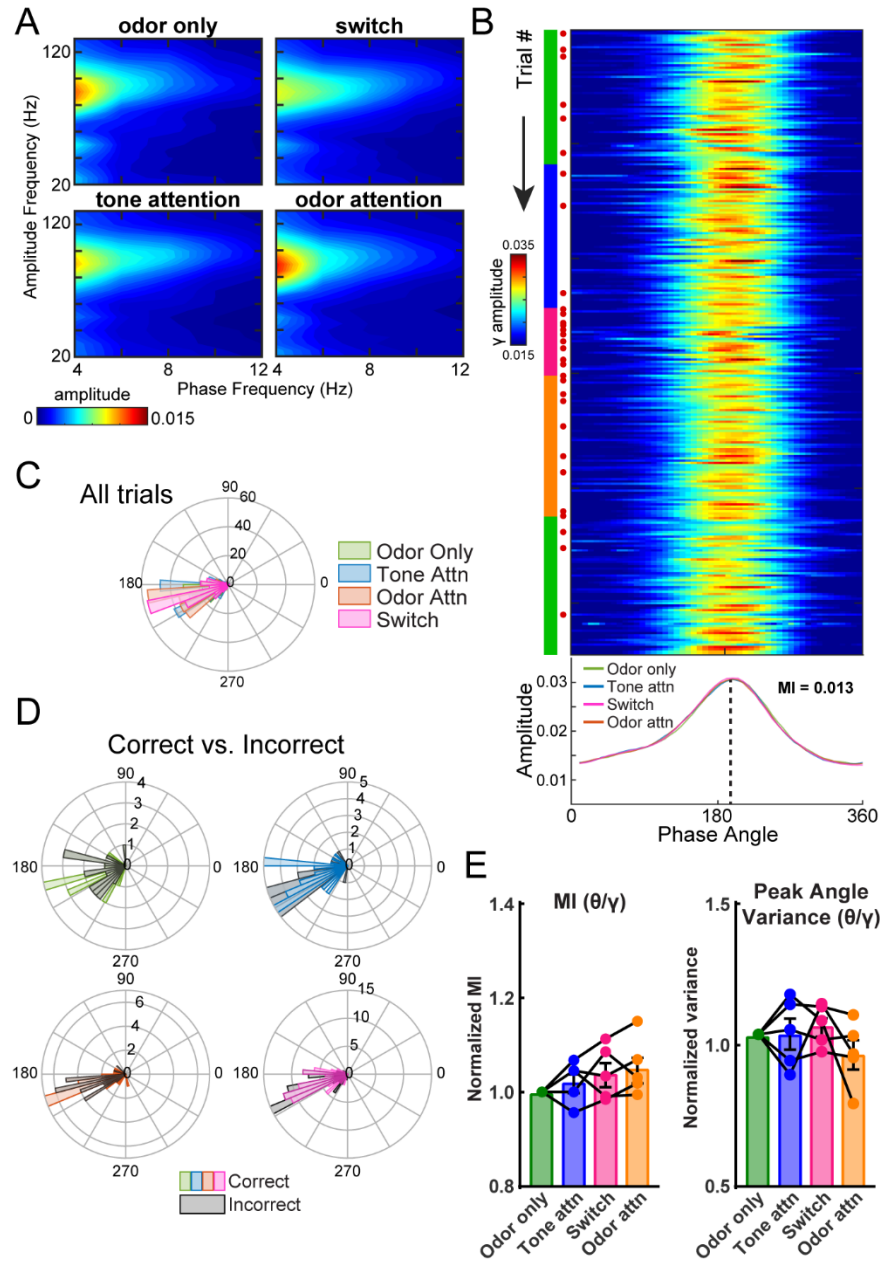 A
odor only
switch
120
20
tone attention
odor attention
120
20
4
8
12
4
8
12
Amplitude Frequency (Hz)
Phase Frequency (Hz)
amplitude
0
0.015
B
Trial #
0.035
γ amplitude
0.015
Odor only
Tone attn
Switch
Odor attn
MI = 0.013
0.03
0.02
0.01
Amplitude
180
360
Phase Angle
C
All trials
90
60
40
20
0
180
0
270
Odor Only
Tone Attn
Odor Attn
Switch
D
Correct vs. Incorrect
90
4
3
2
1
0
180
0
270
90
5
4
3
2
1
0
180
0
270
90
6
4
2
0
180
0
270
90
15
10
5
0
180
0
270
Correct
Incorrect
E
MI (θ/γ)
1.4
1.2
1.0
0.8
Normalized MI
Odor only
Tone attn
Switch
Odor attn
Peak Angle
Variance (θ/γ)
1.5
1.0
0.5
Normalized variance
Odor only
Tone attn
Switch
Odor attn